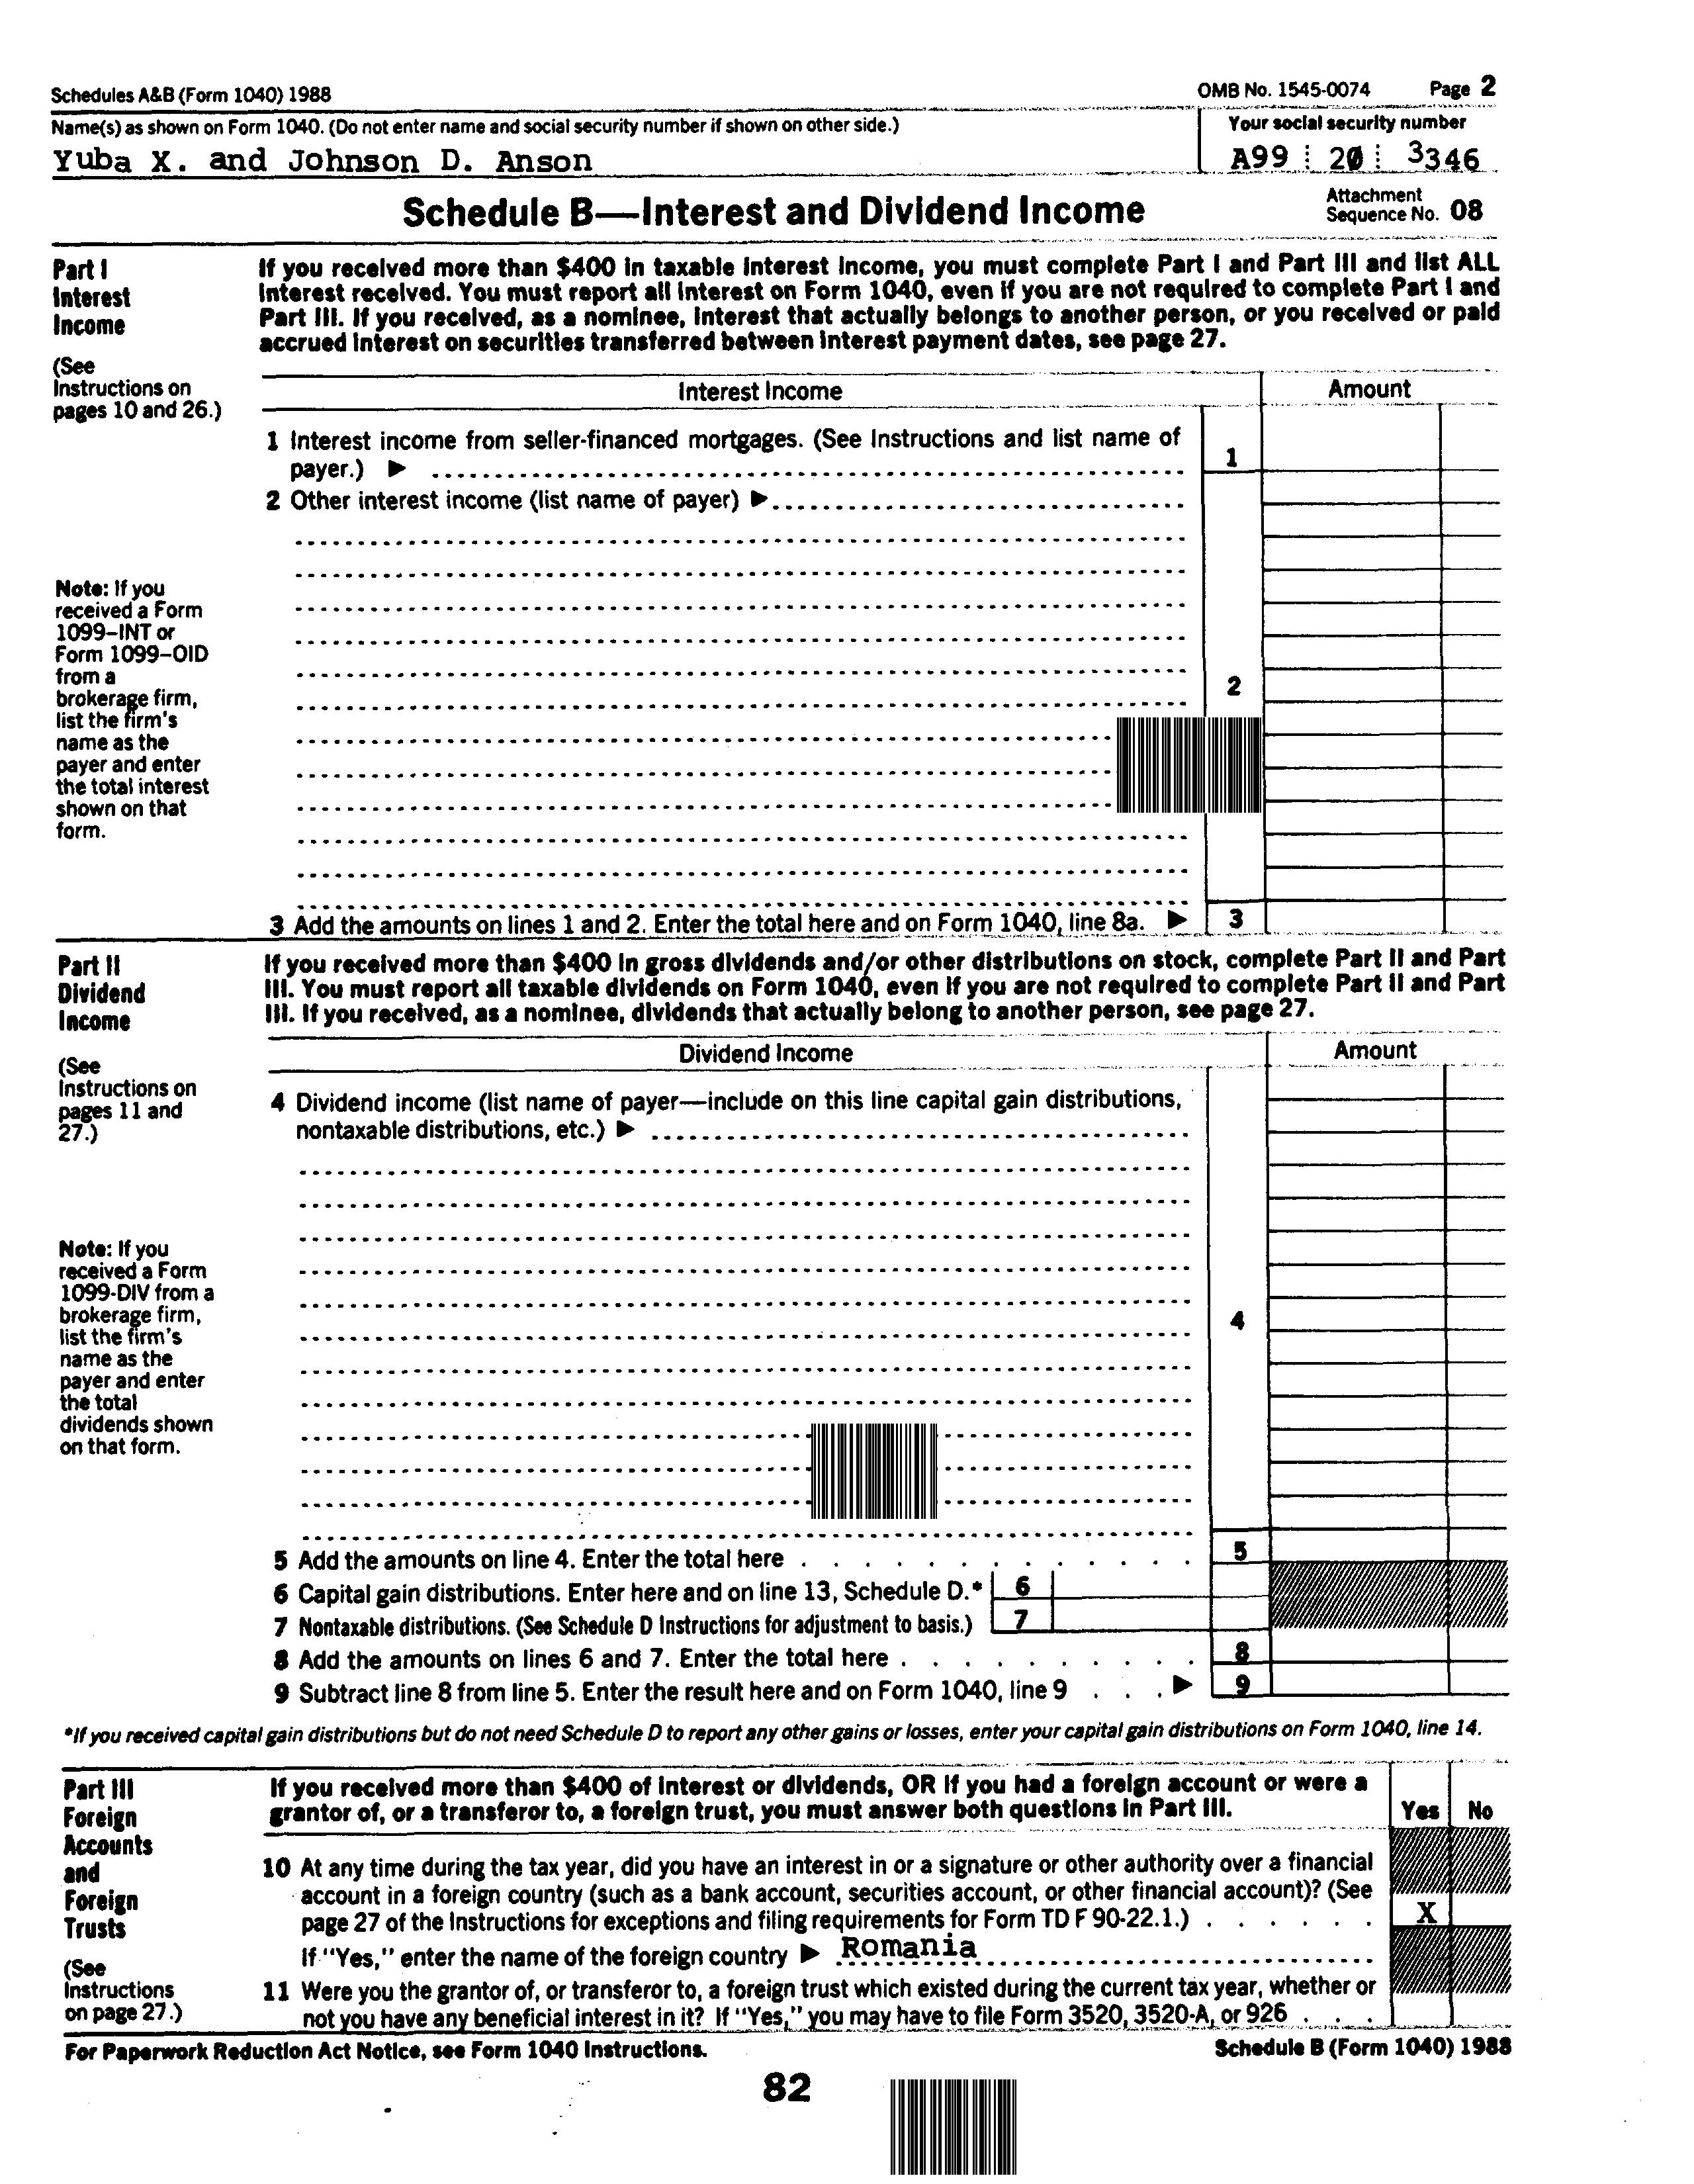 Schedules A&B (Form 1040) 1988
OMB No. 1545-0074 Page 2
Name(s) as shown on Form 1040. (Do not enter name and social security number if shown on other side.)
Your social security number
Yuba X. and Johnson D. Anson
A99 20 3346
Schedule B—Interest and Dividend Income
Attachment
Sequence No. 08
Part I
Interest
Income
(See
Instructions on
pages 10 and 26.)
If you received more than $400 in taxable interest income, you must complete Part I and Part III and list ALL
interest received. You must report all interest on Form 1040, even if you are not required to complete Part I and
Part III. If you received, as a nominee, interest that actually belongs to another person, or you received or paid
accrued interest on securities transferred between interest payment dates, see page 27.
Interest Income
Amount
1 Interest income from seller-financed mortgages. (See Instructions and list name of
payer.) ▶
1
2 Other interest income (list name of payer) ▶
Note: If you
received a Form
1099–INT or
Form 1099–OID
from a
brokerage firm,
list the firm's
name as the
payer and enter
the total interest
shown on that
form.
2
3 Add the amounts on lines 1 and 2. Enter the total here and on Form 1040, line 8a. ▶ 3
Part II
Dividend
Income
(See
Instructions on
pages 11 and
27.)
If you received more than $400 in gross dividends and/or other distributions on stock, complete Part II and Part
III. You must report all taxable dividends on Form 1040, even if you are not required to complete Part II and Part
III. If you received, as a nominee, dividends that actually belong to another person, see page 27.
Dividend Income
Amount
4 Dividend income (list name of payer—include on this line capital gain distributions,
nontaxable distributions, etc.) ▶
Note: If you
received a Form
1099-DIV from a
brokerage firm,
list the firm's
name as the
payer and enter
the total
dividends shown
on that form.
4
5 Add the amounts on line 4. Enter the total here . . . . . . . . . . . . . 5
6 Capital gain distributions. Enter here and on line 13, Schedule D.* 6
7 Nontaxable distributions. (See Schedule D Instructions for adjustment to basis.) 7
8 Add the amounts on lines 6 and 7. Enter the total here . . . . . . . . . . 8
9 Subtract line 8 from line 5. Enter the result here and on Form 1040, line 9 . . . ▶ 9
*If you received capital gain distributions but do not need Schedule D to report any other gains or losses, enter your capital gain distributions on Form 1040, line 14.
Part III
Foreign
Accounts
and
Foreign
Trusts
(See
Instructions
on page 27.)
If you received more than $400 of interest or dividends, OR if you had a foreign account or were a
grantor of, or a transferor to, a foreign trust, you must answer both questions in Part III.
Yes No
10 At any time during the tax year, did you have an interest in or a signature or other authority over a financial
account in a foreign country (such as a bank account, securities account, or other financial account)? (See
page 27 of the Instructions for exceptions and filing requirements for Form TD F 90-22.1.) . . . . . . X
If "Yes," enter the name of the foreign country ▶ Romania
11 Were you the grantor of, or transferor to, a foreign trust which existed during the current tax year, whether or
not you have any beneficial interest in it? If "Yes," you may have to file Form 3520, 3520-A, or 926 . . .
For Paperwork Reduction Act Notice, see Form 1040 Instructions.
Schedule B (Form 1040) 1988
82